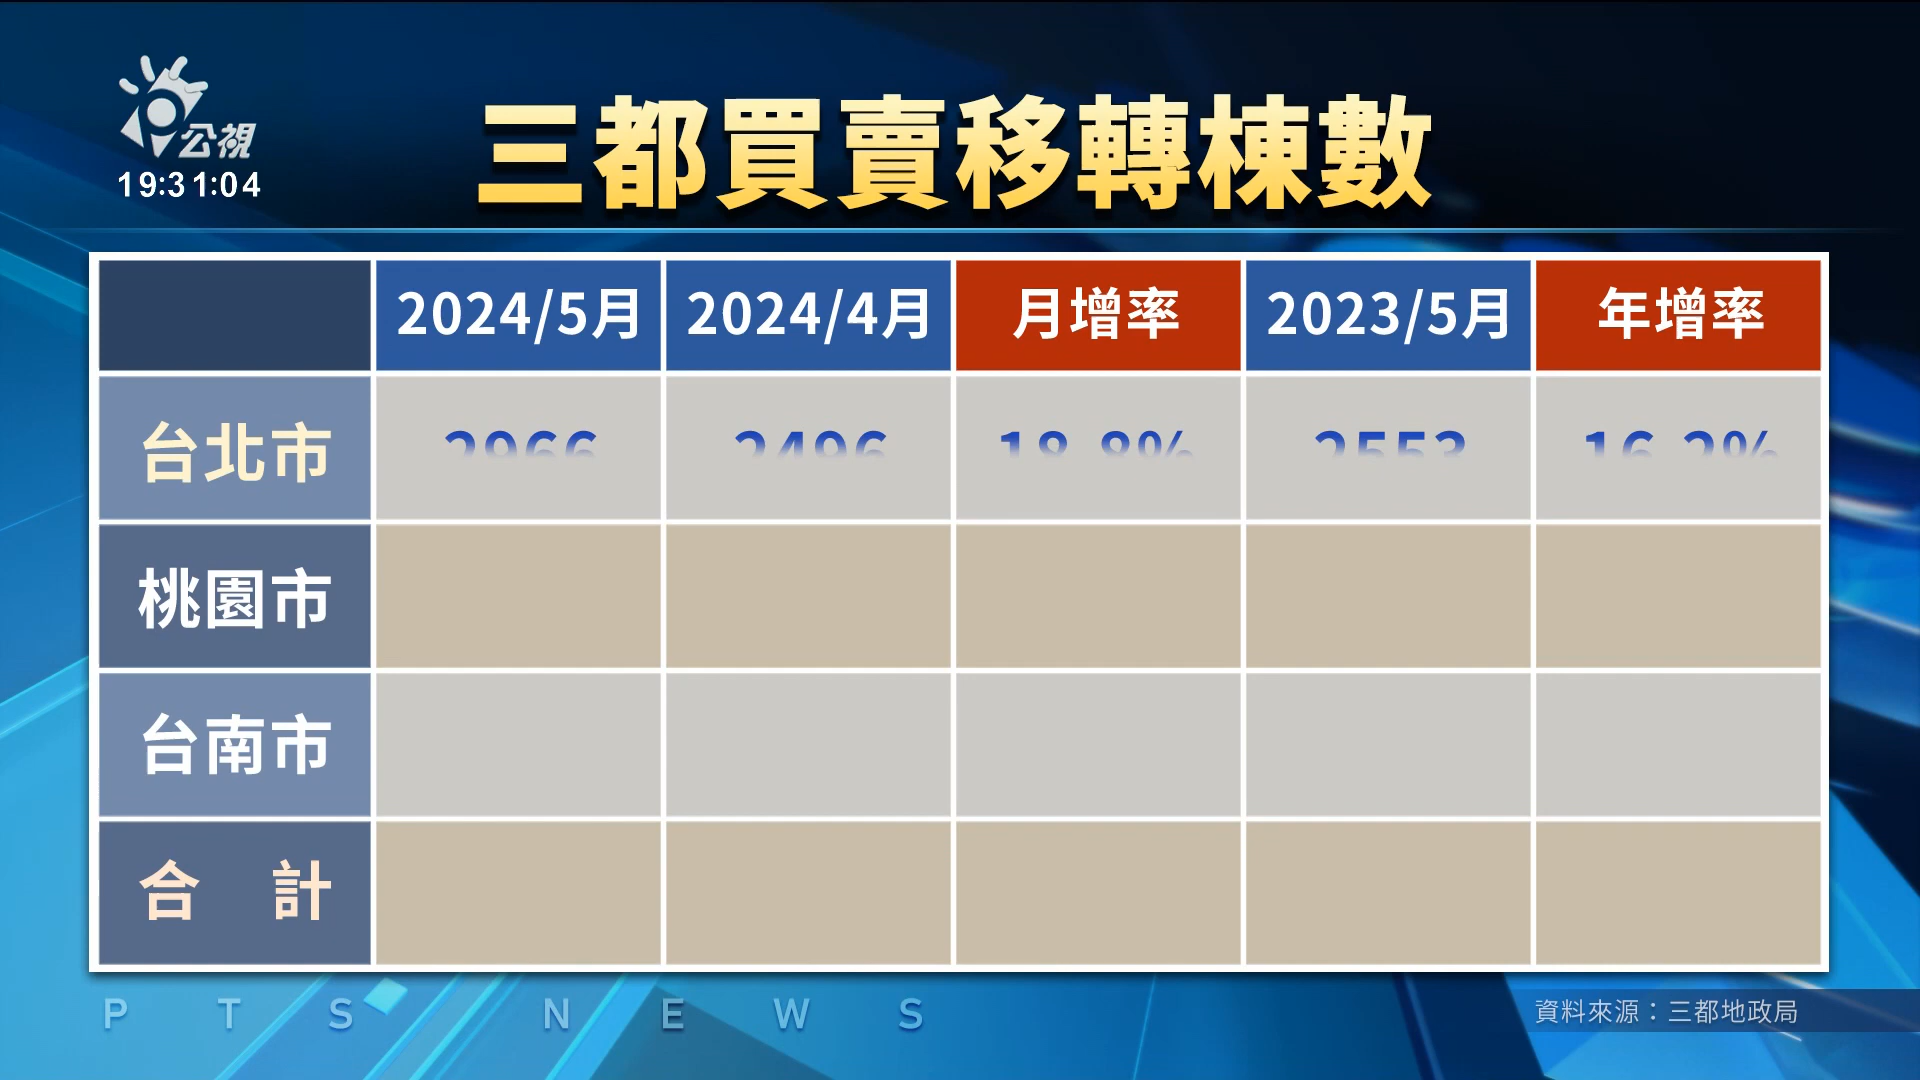 公視
19:31:04
三都買賣移轉棟數
2024/5月 2024/4月 月增率 2023/5月 年增率
台北市
桃園市
台南市
合 計
PTS NEWS
資料來源：三都地政局